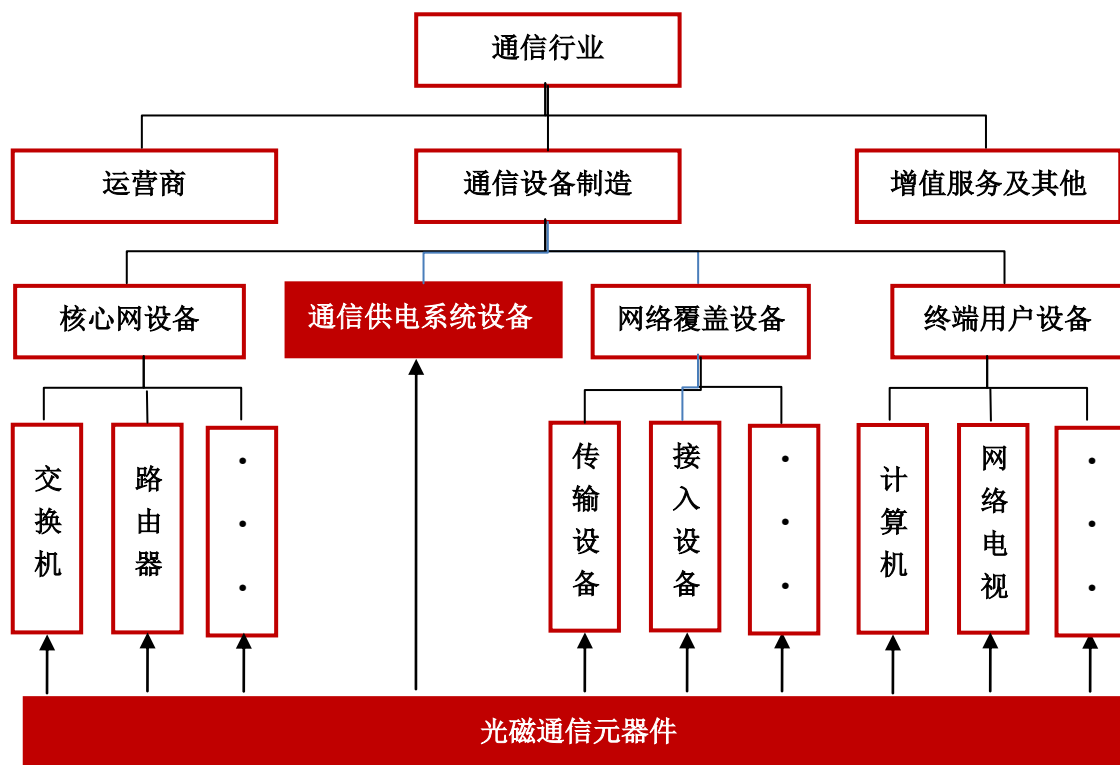 通信行业
运营商
通信设备制造
增值服务及其他
核心网设备
通信供电系统设备
网络覆盖设备
终端用户设备
交换机
路由器
···
传输设备
接入设备
···
计算机
网络电视
···
光磁通信元器件